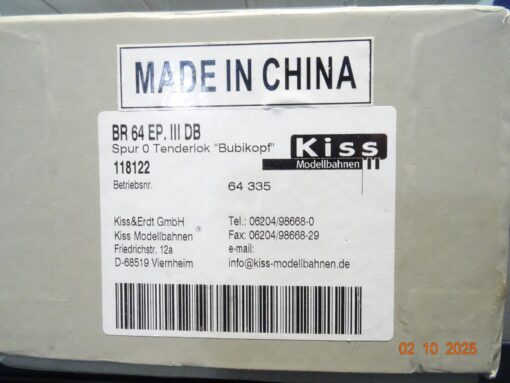 MADE IN CHINA
BR 64 EP. III DB
Spur 0 Tenderlok "Bubikopf"
118122
Kiss
Modellbahnen
Betriebsnr. 64 335
Kiss&Erdt GmbH
Kiss Modellbahnen ®
Friedrichstr. 12a
D-68519 Viernheim
Tel.: 06204/98668-0
Fax: 06204/98668-29
e-mail:
info@kiss-modellbahnen.de
02 10 2025